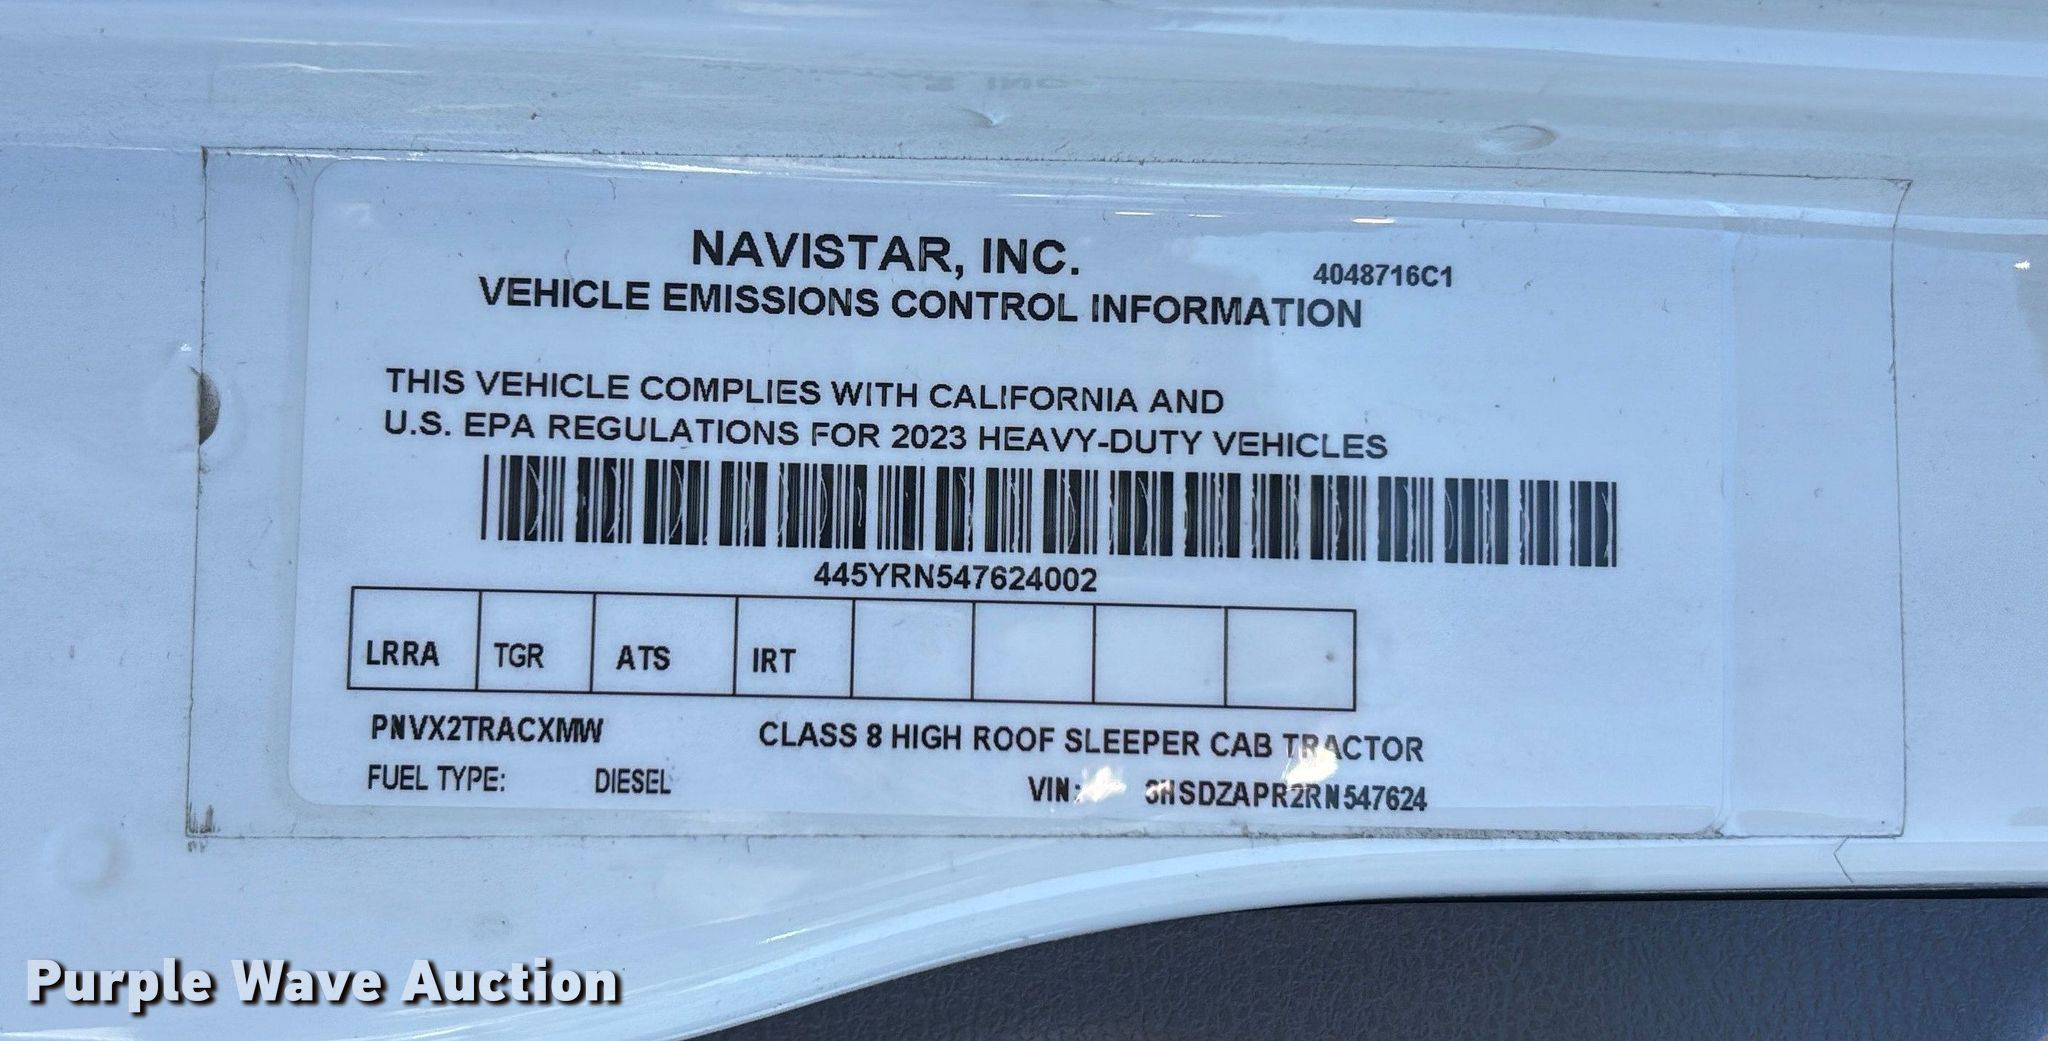 NAVISTAR, INC.
4048716C1
VEHICLE EMISSIONS CONTROL INFORMATION
THIS VEHICLE COMPLIES WITH CALIFORNIA AND
U.S. EPA REGULATIONS FOR 2023 HEAVY-DUTY VEHICLES
445YRN547624002
LRRA TGR ATS IRT
PNVX2TRACXMW CLASS 8 HIGH ROOF SLEEPER CAB TRACTOR
FUEL TYPE: DIESEL VIN: 3HSDZAPR2RN547624
Purple Wave Auction